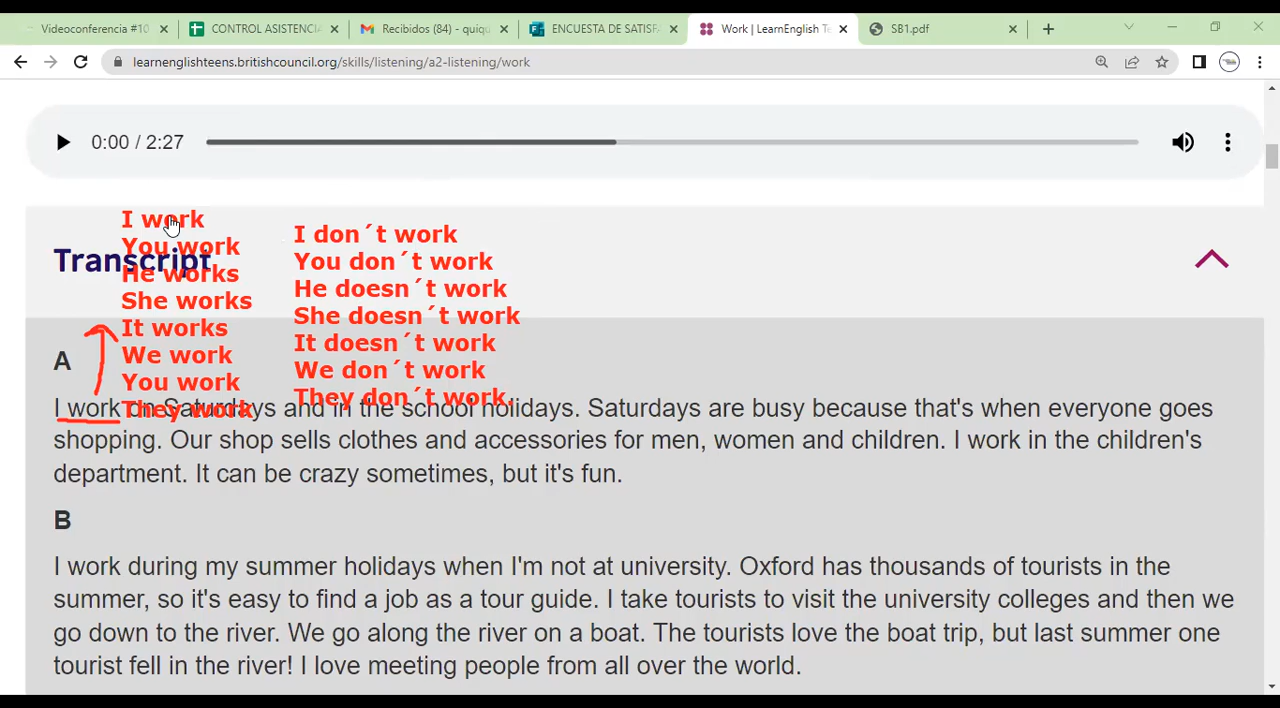 Videoconferencia #10
CONTROL ASISTENCIA
Recibidos (84) - quiqu
ENCUESTA DE SATISFA
Work | LearnEnglish Te
SB1.pdf
learnenglishteens.britishcouncil.org/skills/listening/a2-listening/work
0:00 / 2:27
Transcript
I work
You work
He works
She works
It works
We work
You work
They work
I don´t work
You don´t work
He doesn´t work
She doesn´t work
It doesn´t work
We don´t work
They don´t work.
A
I work on Saturdays and in the school holidays. Saturdays are busy because that's when everyone goes
shopping. Our shop sells clothes and accessories for men, women and children. I work in the children's
department. It can be crazy sometimes, but it's fun.
B
I work during my summer holidays when I'm not at university. Oxford has thousands of tourists in the
summer, so it's easy to find a job as a tour guide. I take tourists to visit the university colleges and then we
go down to the river. We go along the river on a boat. The tourists love the boat trip, but last summer one
tourist fell in the river! I love meeting people from all over the world.